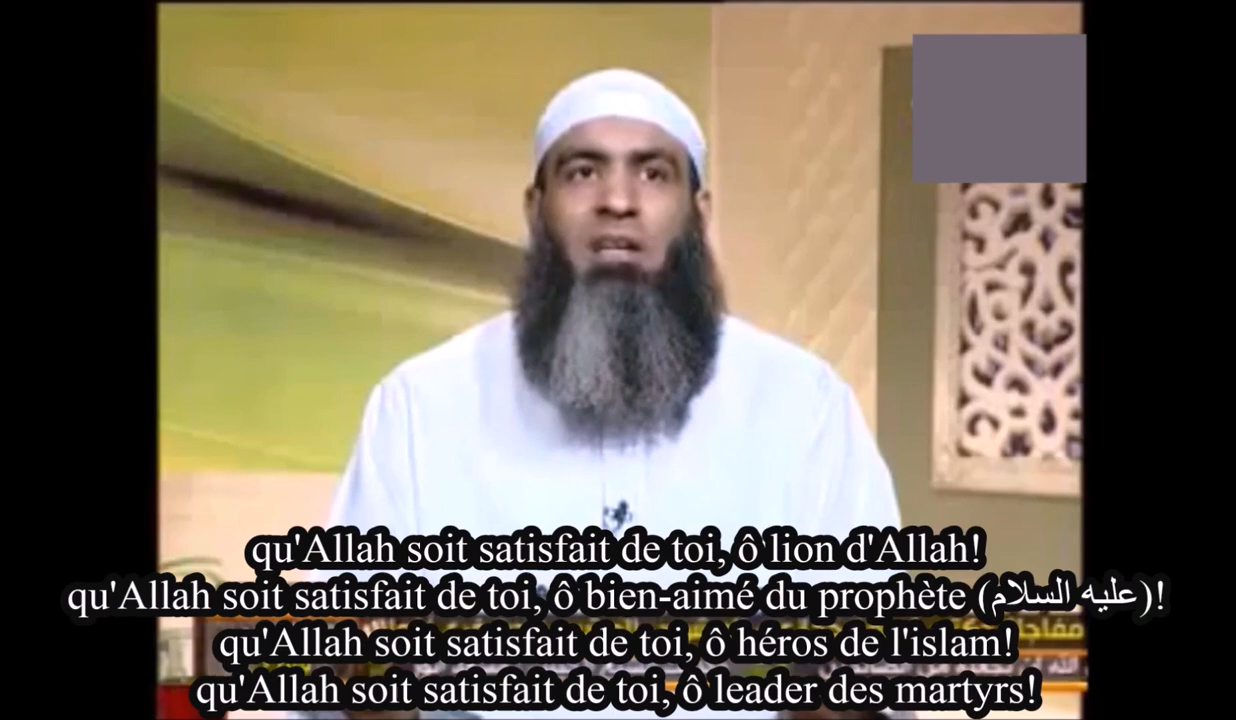 qu'Allah soit satisfait de toi, ô lion d'Allah!
qu'Allah soit satisfait de toi, ô bien-aimé du prophète (عليه السلام)!
qu'Allah soit satisfait de toi, ô héros de l'islam!
qu'Allah soit satisfait de toi, ô leader des martyrs!